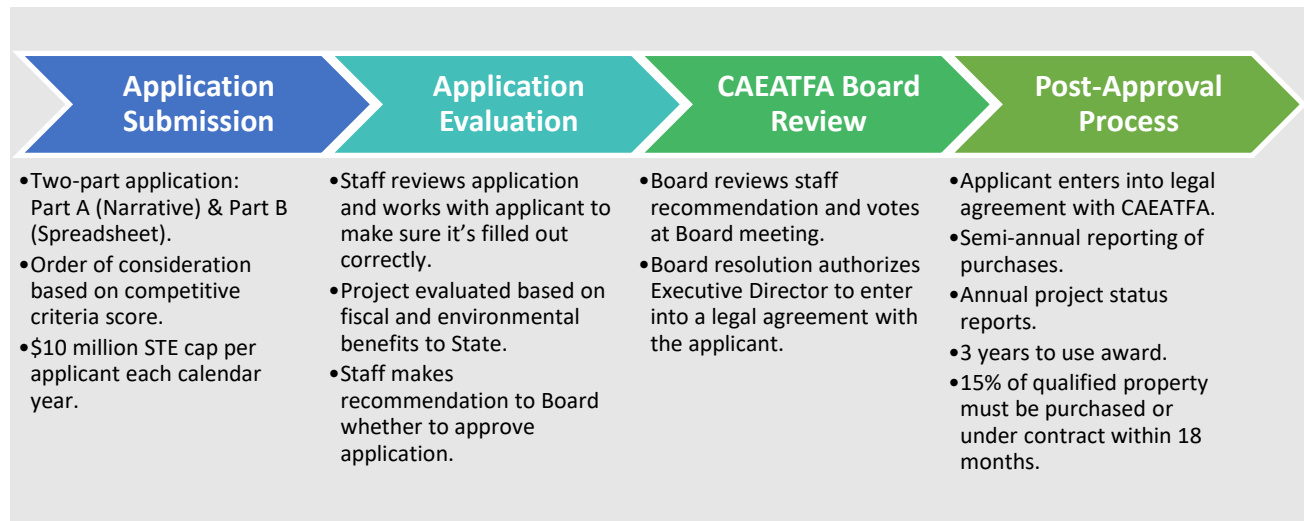 Application
Submission
•Two-part application:
Part A (Narrative) & Part B
(Spreadsheet).
•Order of consideration
based on competitive
criteria score.
•$10 million STE cap per
applicant each calendar
year.
Application
Evaluation
•Staff reviews application
and works with applicant to
make sure it’s filled out
correctly.
•Project evaluated based on
fiscal and environmental
benefits to State.
•Staff makes
recommendation to Board
whether to approve
application.
CAEATFA Board
Review
•Board reviews staff
recommendation and votes
at Board meeting.
•Board resolution authorizes
Executive Director to enter
into a legal agreement with
the applicant.
Post-Approval
Process
•Applicant enters into legal
agreement with CAEATFA.
•Semi-annual reporting of
purchases.
•Annual project status
reports.
•3 years to use award.
•15% of qualified property
must be purchased or
under contract within 18
months.